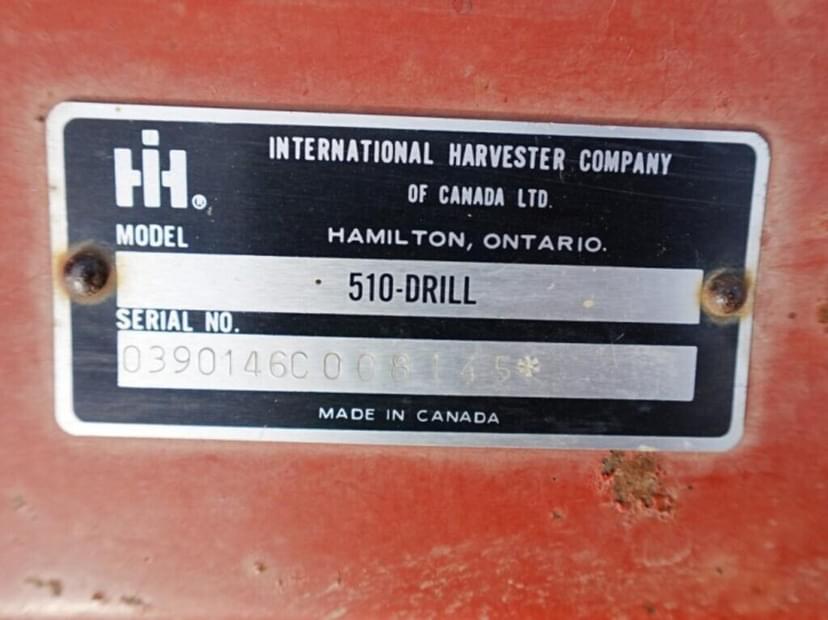 IH®
INTERNATIONAL HARVESTER COMPANY
OF CANADA LTD.
HAMILTON, ONTARIO.
MODEL
510-DRILL
SERIAL NO.
0390146C008145*
MADE IN CANADA